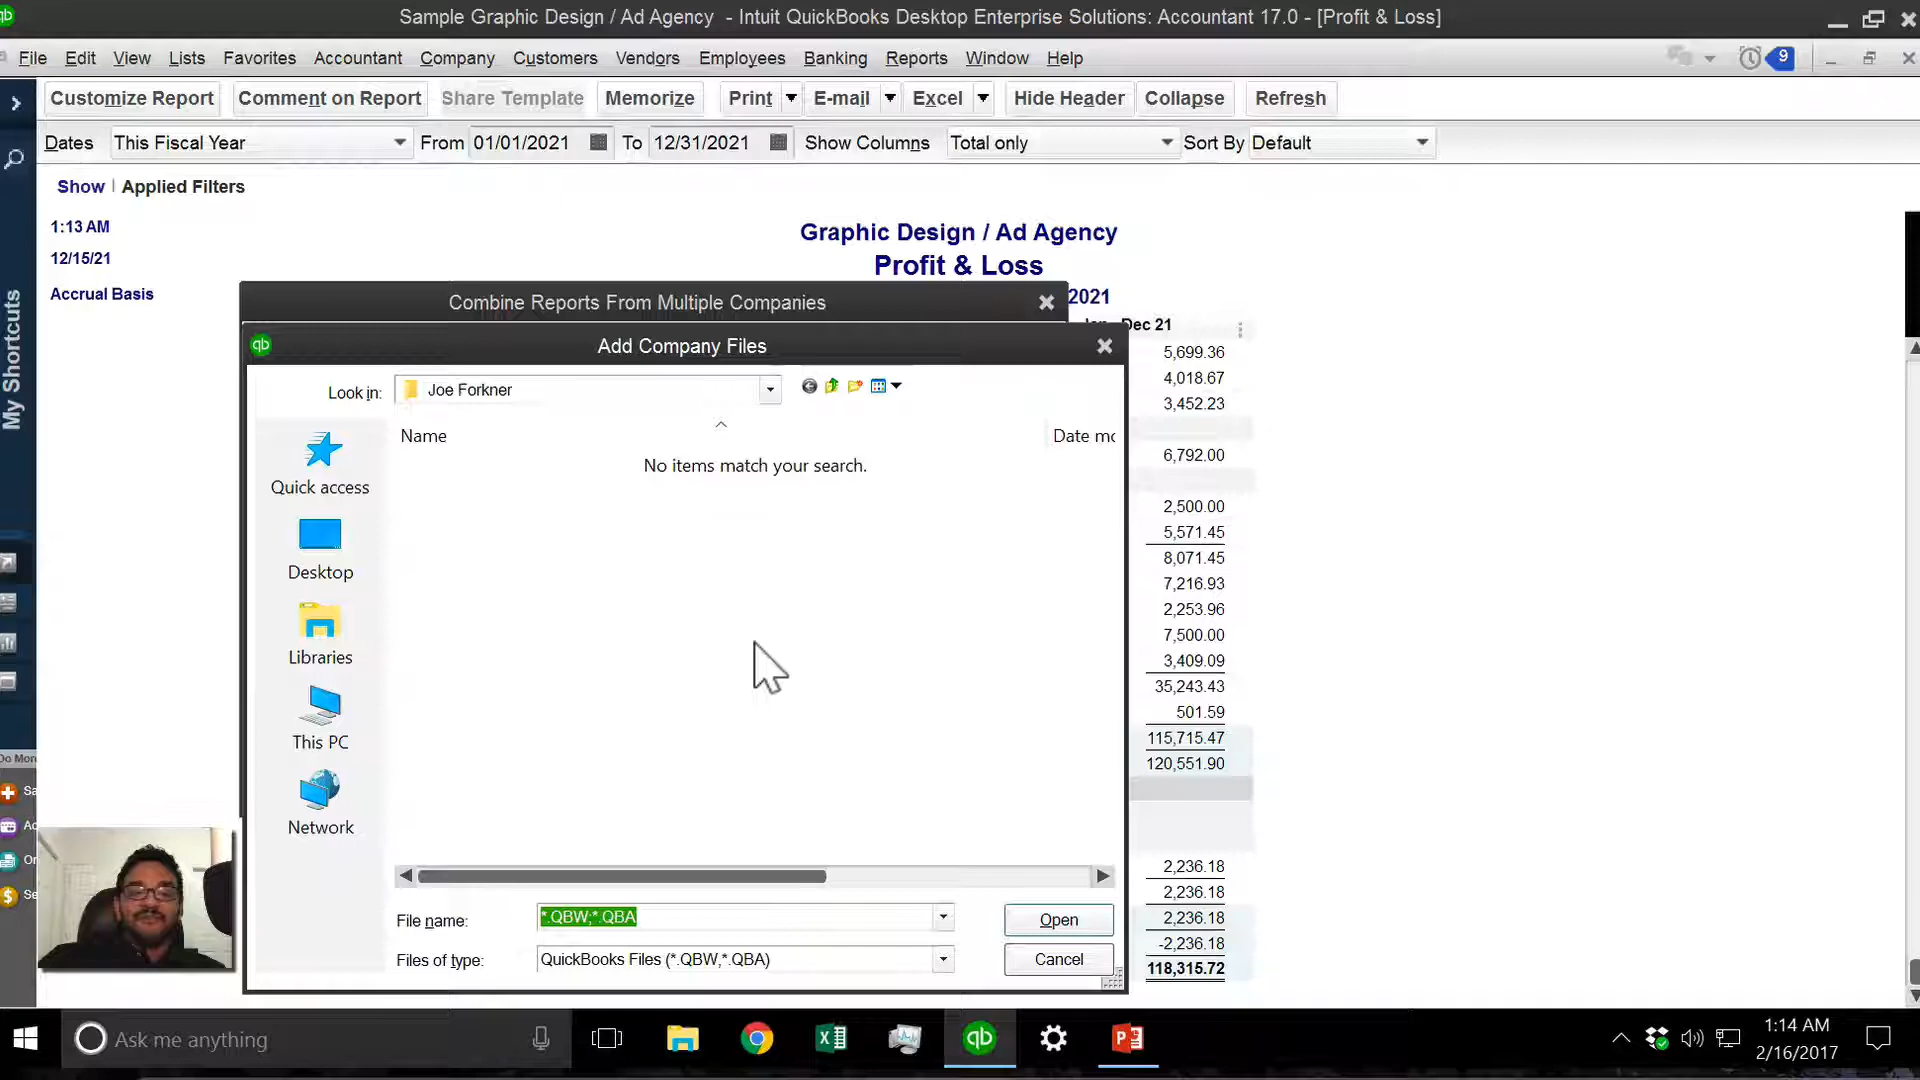 Sample Graphic Design / Ad Agency - Intuit QuickBooks Desktop Enterprise Solutions: Accountant 17.0 - [Profit & Loss]
File Edit View Lists Favorites Accountant Company Customers Vendors Employees Banking Reports Window Help 9
Customize Report Comment on Report Share Template Memorize Print E-mail Excel Hide Header Collapse Refresh
Dates This Fiscal Year From 01/01/2021 To 12/31/2021 Show Columns Total only Sort By Default
Show Applied Filters
1:13 AM
12/15/21
Accrual Basis
My Shortcuts
Graphic Design / Ad Agency
Profit & Loss
2021
Dec 21
5,699.36
4,018.67
3,452.23
6,792.00
2,500.00
5,571.45
8,071.45
7,216.93
2,253.96
7,500.00
3,409.09
35,243.43
501.59
115,715.47
120,551.90
2,236.18
2,236.18
2,236.18
-2,236.18
118,315.72
Combine Reports From Multiple Companies
qb Add Company Files
Look in: Joe Forkner
Name Date mo
No items match your search.
Quick access
Desktop
Libraries
This PC
Network
File name: *.QBW;*.QBA Open
Files of type: QuickBooks Files (*.QBW,*.QBA) Cancel
Do More
Sa
Ac
Or
Se
Ask me anything
qb
1:14 AM
2/16/2017